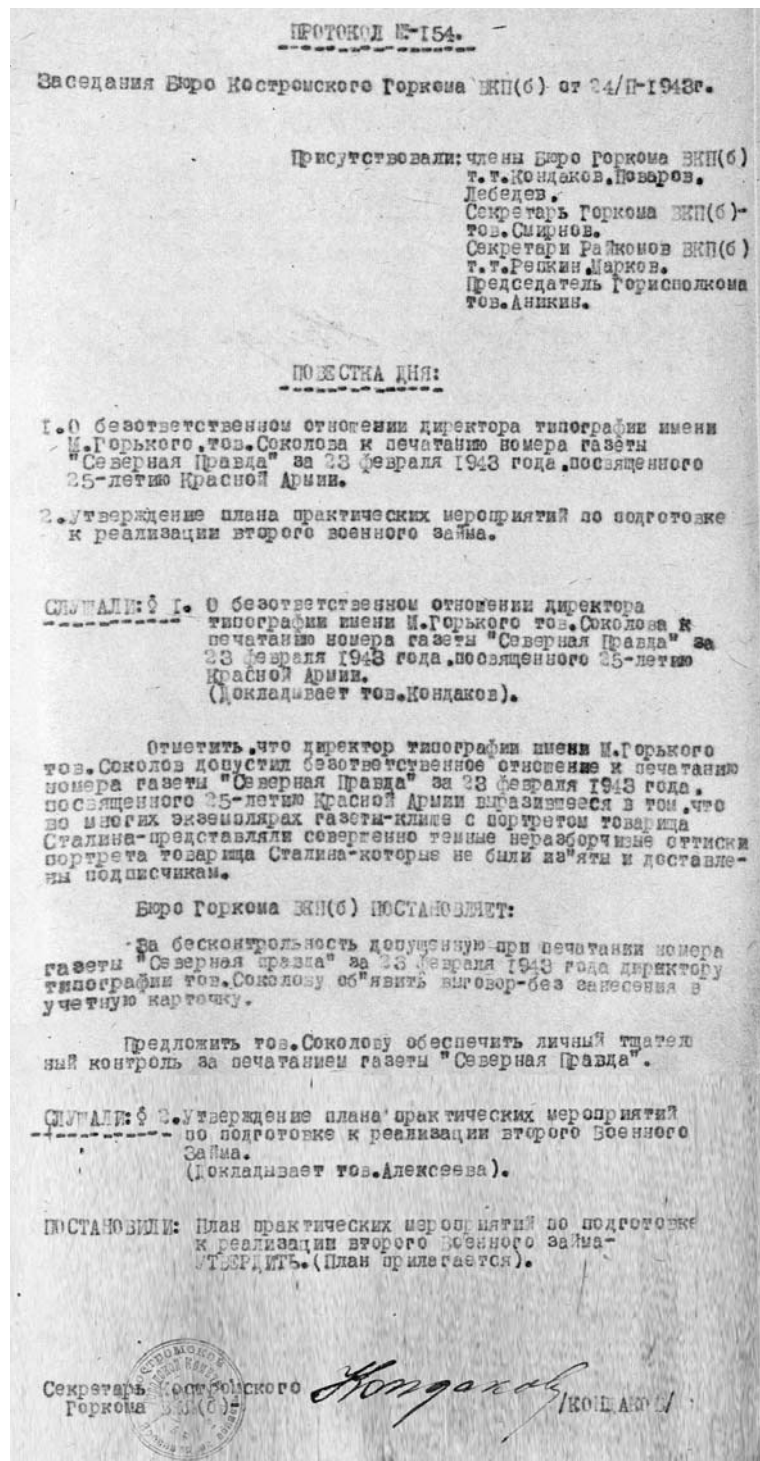 ПРОТОКОЛ №-154.
Заседания Бюро Костромского Горкома ВКП(б) от 24/П-1943г.
Присутствовали: члены Бюро Горкома ВКП(б)
т.т.Кондаков.Поваров.
Лебедев.
Секретарь Горкома ВКП(б)-
тов.Смирнов.
Секретари Райкомов ВКП(б)
т.т.Репкин.Марков.
Председатель Горисполкома
тов.Аникин.
ПОВЕСТКА ДНЯ:
I.О безответственном отношении директора типографии имени
М.Горького.тов.Соколова к печатанию номера газеты
"Северная Правда" за 23 февраля 1943 года.посвященного
25-летию Красной Армии.
2.Утверждение плана практических мероприятий по подготовке
к реализации второго военного займа.
СЛУШАЛИ:§ I. О безответственном отношении директора
типографии имени М.Горького тов.Соколова к
печатанию номера газеты "Северная Правда" за
23 февраля 1943 года.посвященного 25-летию
Красной Армии.
(Докладывает тов.Кондаков).
Отметить.что директор типографии имени М.Горького
тов.Соколов допустил безответственное отношение к печатанию
номера газеты "Северная Правда" за 23 февраля 1943 года.
посвященного 25-летию Красной Армии выразившееся в том.что
во многих экземплярах газеты-клише с портретом товарища
Сталина-представляли совершенно темные неразборчивые оттиски
портрета товарища Сталина-которые не были из"яты и доставле-
ны подписчикам.
Бюро Горкома ВКП(б) ПОСТАНОВЛЯЕТ:
За бесконтрольность допущенную при печатании номера
газеты "Северная правда" за 23 февраля 1943 года директору
типографии тов.Соколову об"явить выговор-без занесения в
учетную карточку.
Предложить тов.Соколову обеспечить личный тщатель
ный контроль за печатанием газеты "Северная Правда".
СЛУШАЛИ:§ 2.Утверждение плана практических мероприятий
по подготовке к реализации второго Военного
Займа.
(Докладывает тов.Алексеева).
ПОСТАНОВИЛИ: План практических мероприятий по подготовке
к реализации второго Военного займа-
УТВЕРДИТЬ.(План прилагается).
Секретарь Костромского
Горкома ВКП(б)- Кондаков /КОНДАКОВ/